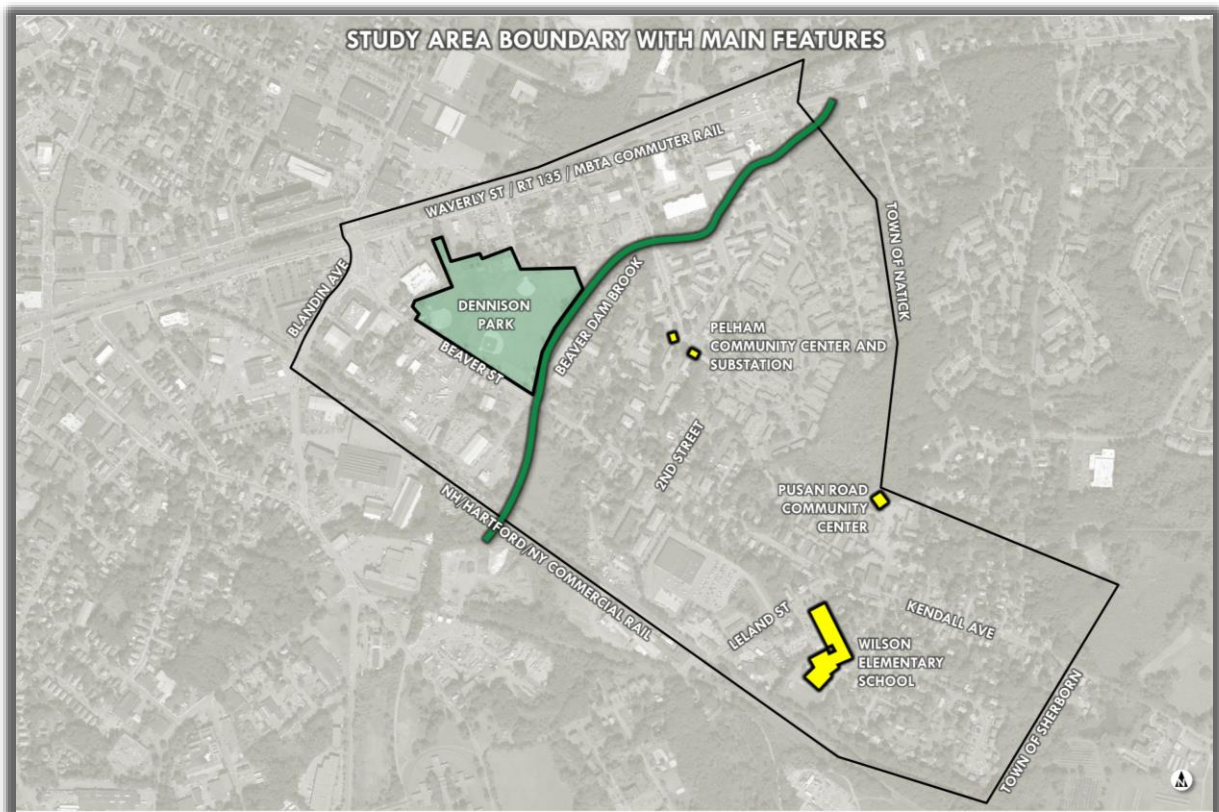 STUDY AREA BOUNDARY WITH MAIN FEATURES
WAVERLY ST / RT 135 / MBTA COMMUTER RAIL
TOWN OF NATICK
BLANDIN AVE
DENNISON
PARK
BEAVER ST
BEAVER DAM BROOK
PELHAM
COMMUNITY CENTER AND
SUBSTATION
2ND STREET
PUSAN ROAD
COMMUNITY
CENTER
NH/HARTFORD/NY COMMERCIAL RAIL
LELAND ST
KENDALL AVE
WILSON
ELEMENTARY
SCHOOL
TOWN OF SHERBORN
N